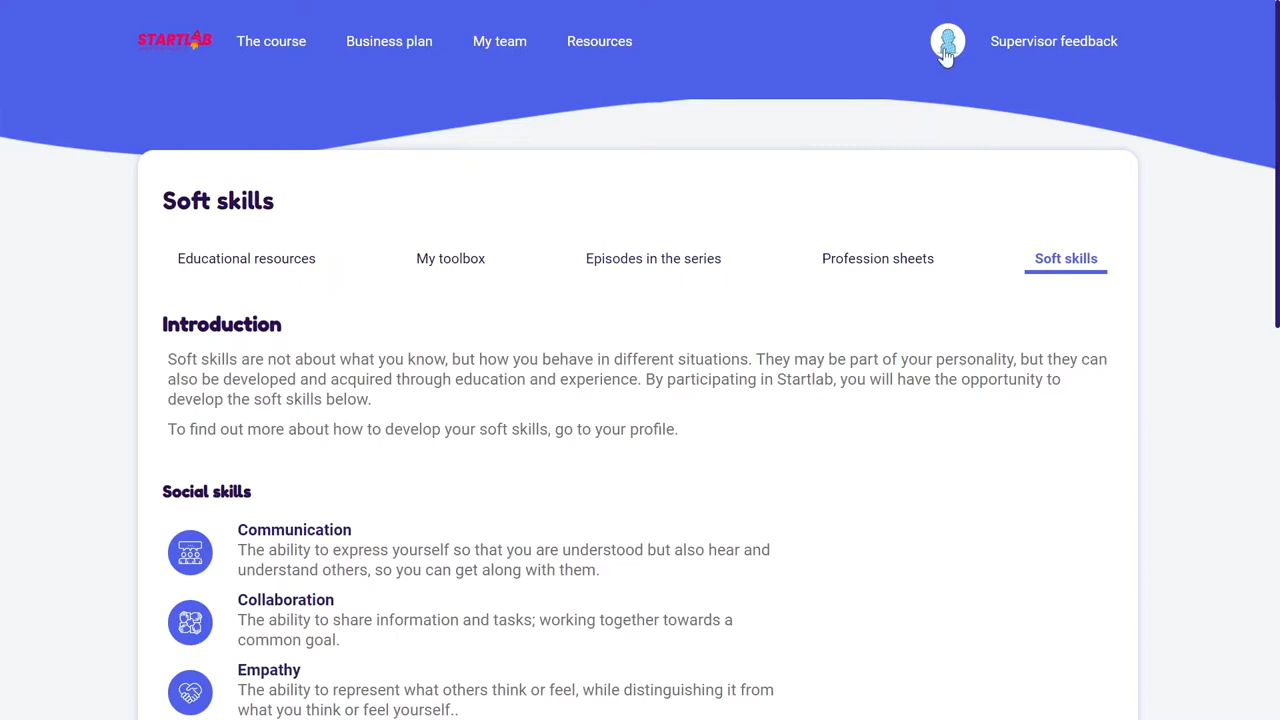 STARTLAB
The course
Business plan
My team
Resources
Supervisor feedback
Soft skills
Educational resources
My toolbox
Episodes in the series
Profession sheets
Soft skills
Introduction
Soft skills are not about what you know, but how you behave in different situations. They may be part of your personality, but they can
also be developed and acquired through education and experience. By participating in Startlab, you will have the opportunity to
develop the soft skills below.
To find out more about how to develop your soft skills, go to your profile.
Social skills
Communication
The ability to express yourself so that you are understood but also hear and
understand others, so you can get along with them.
Collaboration
The ability to share information and tasks; working together towards a
common goal.
Empathy
The ability to represent what others think or feel, while distinguishing it from
what you think or feel yourself..